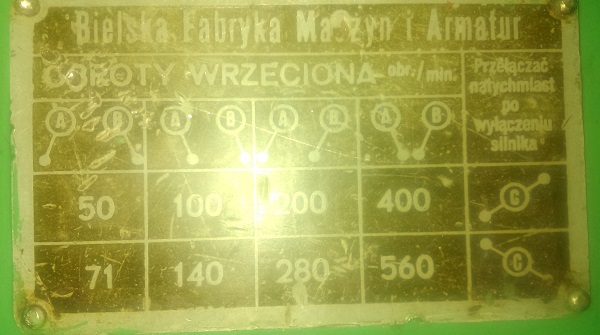 Bielska Fabryka Maszyn i Armatur
OBROTY WRZECIONA obr./min.
Przełączać
natychmiast
po
wyłączeniu
silnika
A B A B A B A B
50 100 200 400 C
71 140 280 560 C